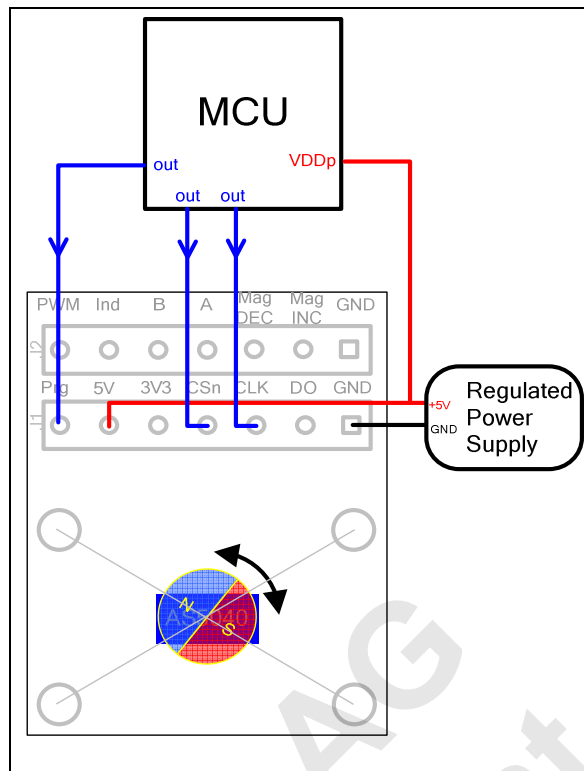 MCU
VDDp
out
out out
PWM Ind B A Mag DEC Mag INC GND
J2
Prg 5V 3V3 CSn CLK DO GND
J1
Regulated
Power
Supply
+5V
GND
AS5040
N
S
AG